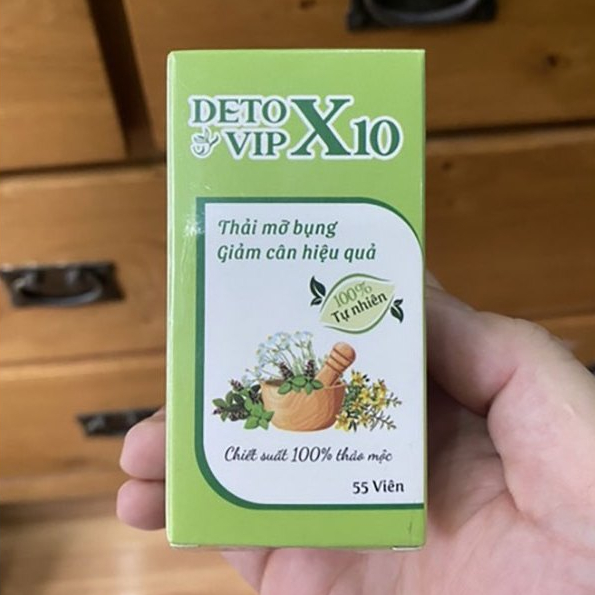 DETO X10
VIP
Thải mỡ bụng
Giảm cân hiệu quả
100%
Tự nhiên
Chiết suất 100% thảo mộc
55 Viên